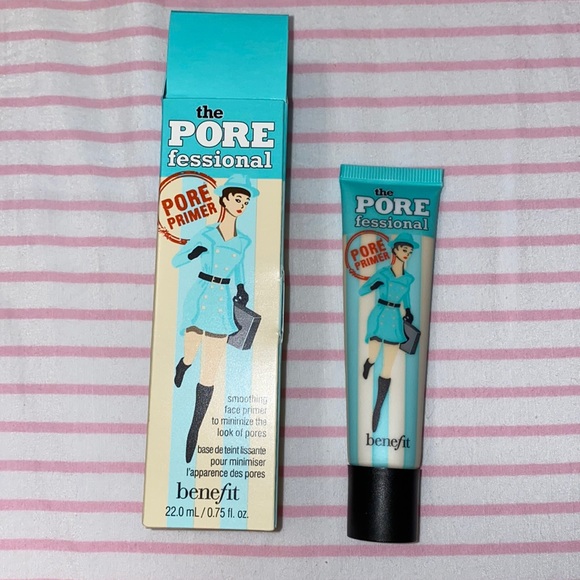 the
PORE
fessional
PORE
PRIMER
smoothing
face primer
to minimize the
look of pores
base de teint lissante
pour minimiser
l'apparence des pores
benefit
22.0 mL / 0.75 fl. oz.
the
PORE
fessional
PORE
PRIMER
benefit